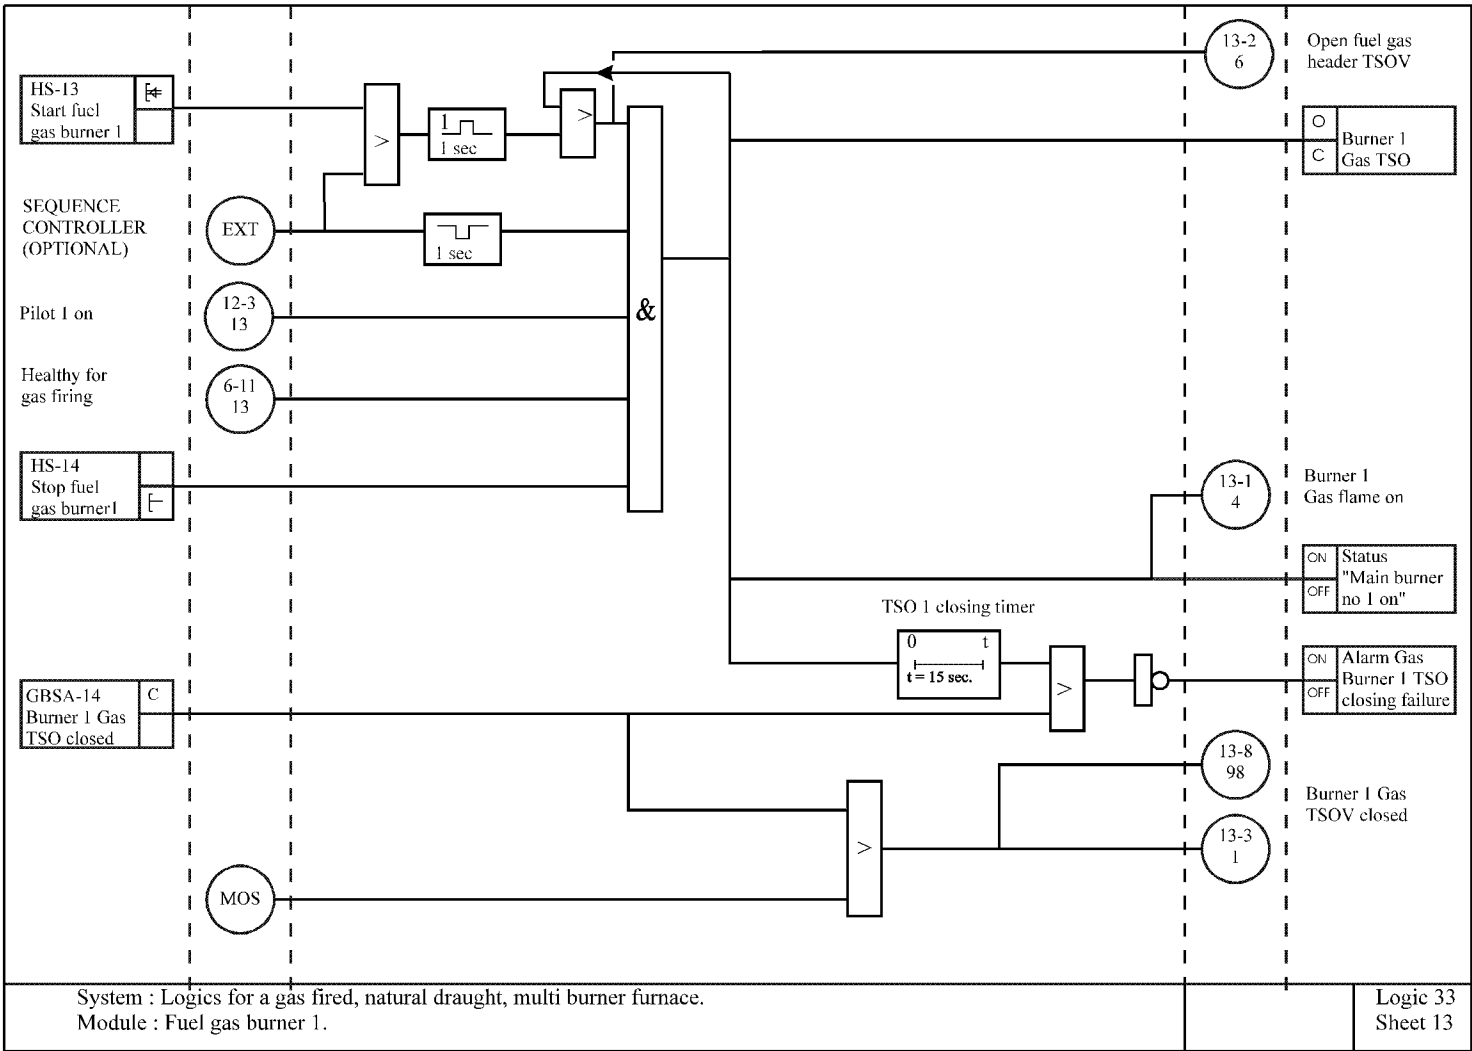 13-2
6
Open fuel gas
header TSOV
HS-13
Start fuel
gas burner 1
>
1
1 sec
>
O
C
Burner 1
Gas TSO
SEQUENCE
CONTROLLER
(OPTIONAL)
EXT
1 sec
Pilot 1 on
12-3
13
&
Healthy for
gas firing
6-11
13
HS-14
Stop fuel
gas burner1
13-1
4
Burner 1
Gas flame on
ON
OFF
Status
"Main burner
no 1 on"
TSO 1 closing timer
0 t
t = 15 sec.
>
ON
OFF
Alarm Gas
Burner 1 TSO
closing failure
GBSA-14
Burner 1 Gas
TSO closed
C
13-8
98
Burner 1 Gas
TSOV closed
>
13-3
1
MOS
System : Logics for a gas fired, natural draught, multi burner furnace.
Module : Fuel gas burner 1.
Logic 33
Sheet 13